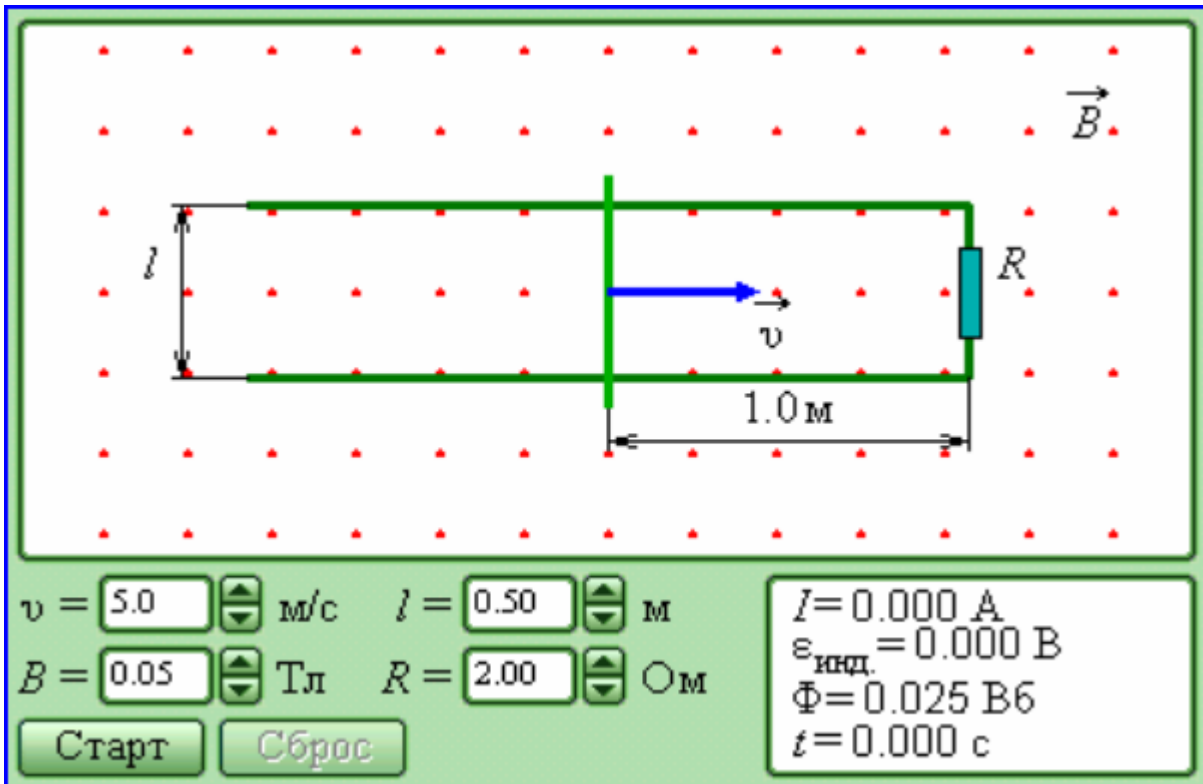 B
l
R
υ
1.0 м
υ = 5.0 м/с l = 0.50 м
B = 0.05 Тл R = 2.00 Ом
Старт Сброс
I = 0.000 А
εинд. = 0.000 В
Φ = 0.025 Вб
t = 0.000 с